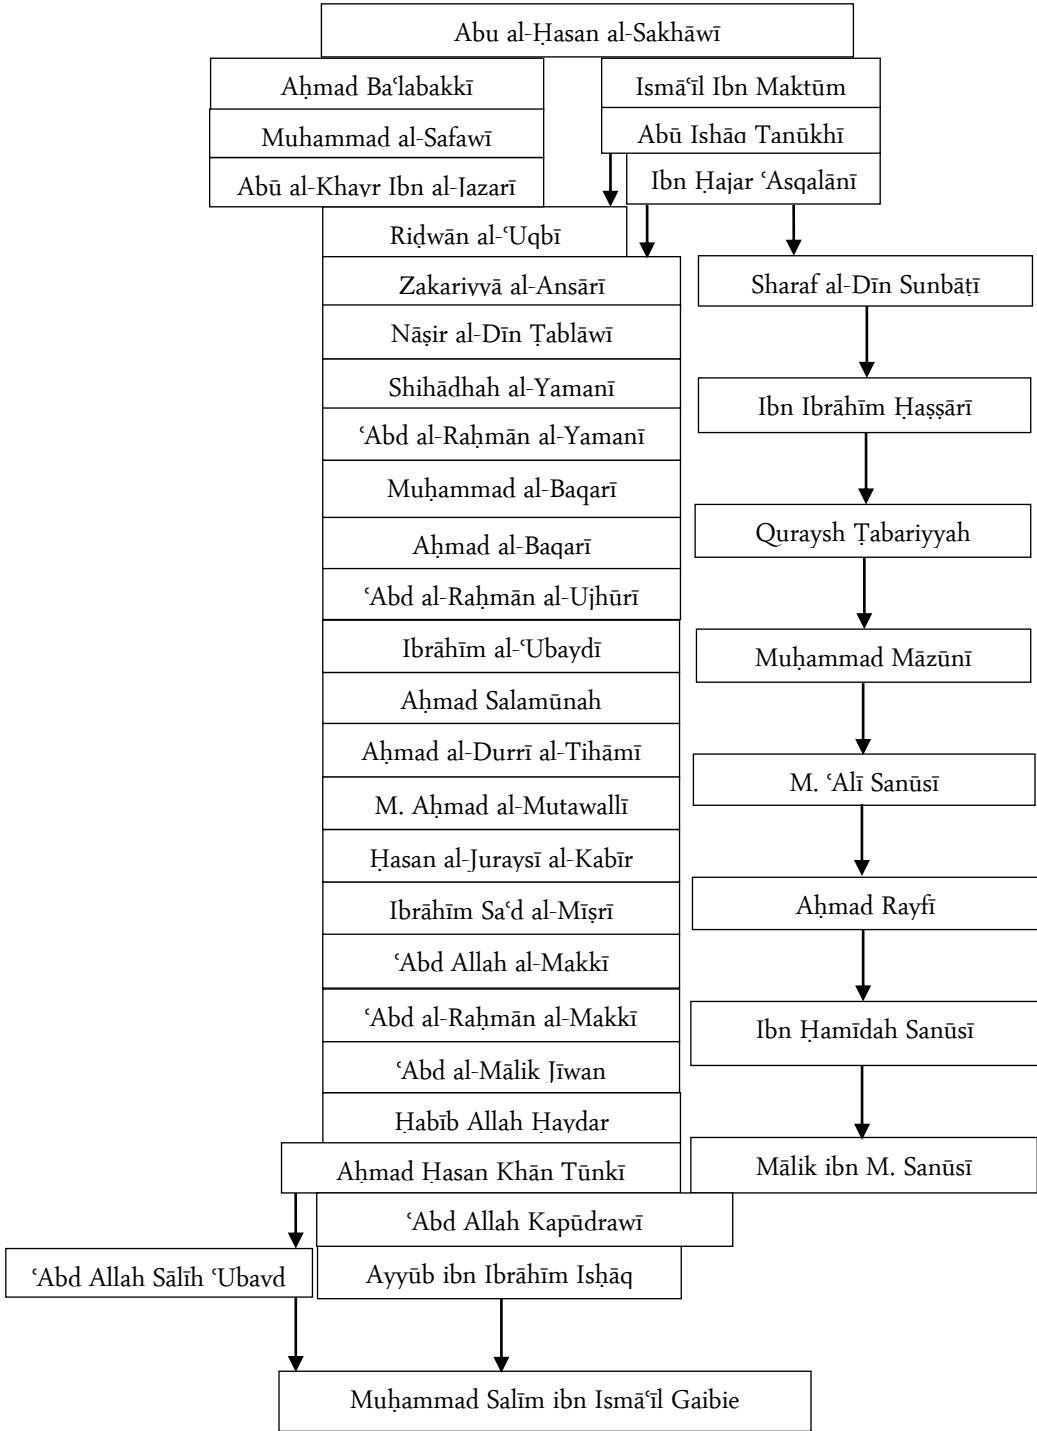 Abu al-Ḥasan al-Sakhāwī
Aḥmad Baʿlabakkī
Ismāʿīl Ibn Maktūm
Muhammad al-Safawī
Abū Ishāq Tanūkhī
Abū al-Khayr Ibn al-Jazarī
Ibn Ḥajar ʿAsqalānī
Riḍwān al-ʿUqbī
Zakariyyā al-Ansārī
Sharaf al-Dīn Sunbāṭī
Nāṣir al-Dīn Ṭablāwī
Shihādhah al-Yamanī
Ibn Ibrāhīm Ḥaṣṣārī
ʿAbd al-Raḥmān al-Yamanī
Muḥammad al-Baqarī
Quraysh Ṭabariyyah
Aḥmad al-Baqarī
ʿAbd al-Raḥmān al-Ujhūrī
Ibrāhīm al-ʿUbaydī
Muḥammad Māzūnī
Aḥmad Salamūnah
Aḥmad al-Durrī al-Tihāmī
M. ʿAlī Sanūsī
M. Aḥmad al-Mutawallī
Ḥasan al-Juraysī al-Kabīr
Ibrāhīm Saʿd al-Mīṣrī
Aḥmad Rayfī
ʿAbd Allah al-Makkī
ʿAbd al-Raḥmān al-Makkī
Ibn Ḥamīdah Sanūsī
ʿAbd al-Mālik Jīwan
Ḥabīb Allah Ḥaydar
Aḥmad Ḥasan Khān Tūnkī
Mālik ibn M. Sanūsī
ʿAbd Allah Kapūdrawī
ʿAbd Allah Sālīh ʿUbayd
Ayyūb ibn Ibrāhīm Isḥāq
Muḥammad Salīm ibn Ismāʿīl Gaibie